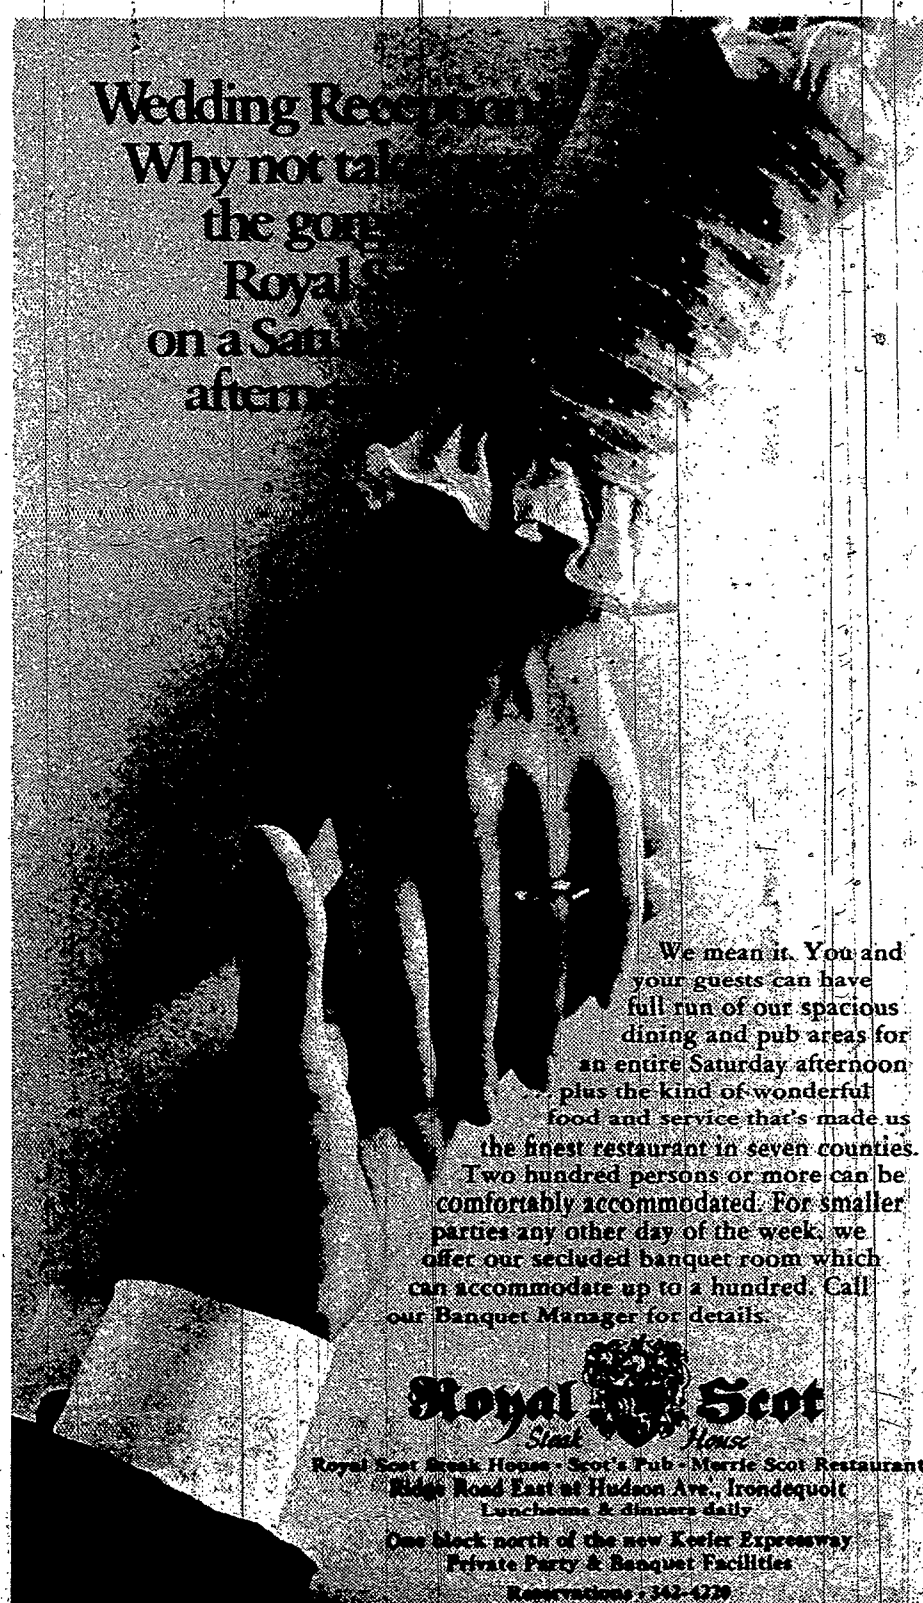 Wedding Reception?
Why not
the
Royal
on a
We mean it. You and
your guests can have
full run of our spacious
dining and pub areas for
an entire Saturday afternoon
plus the kind of wonderful
food and service that's made us
the finest restaurant in seven counties.
Two hundred persons or more can be
comfortably accommodated. For smaller
parties any other day of the week, we
offer our secluded banquet room which
can accommodate up to a hundred. Call
our Banquet Manager for details.
Royal Scot
Steak House
Royal Scot Steak House • Scot's Pub • Merrie Scot Restaurant
Ridge Road East at Hudson Ave., Irondequoit
Luncheons & dinners daily
One block north of the new Keeler Expressway
Private Party & Banquet Facilities
Reservations • 342-4220